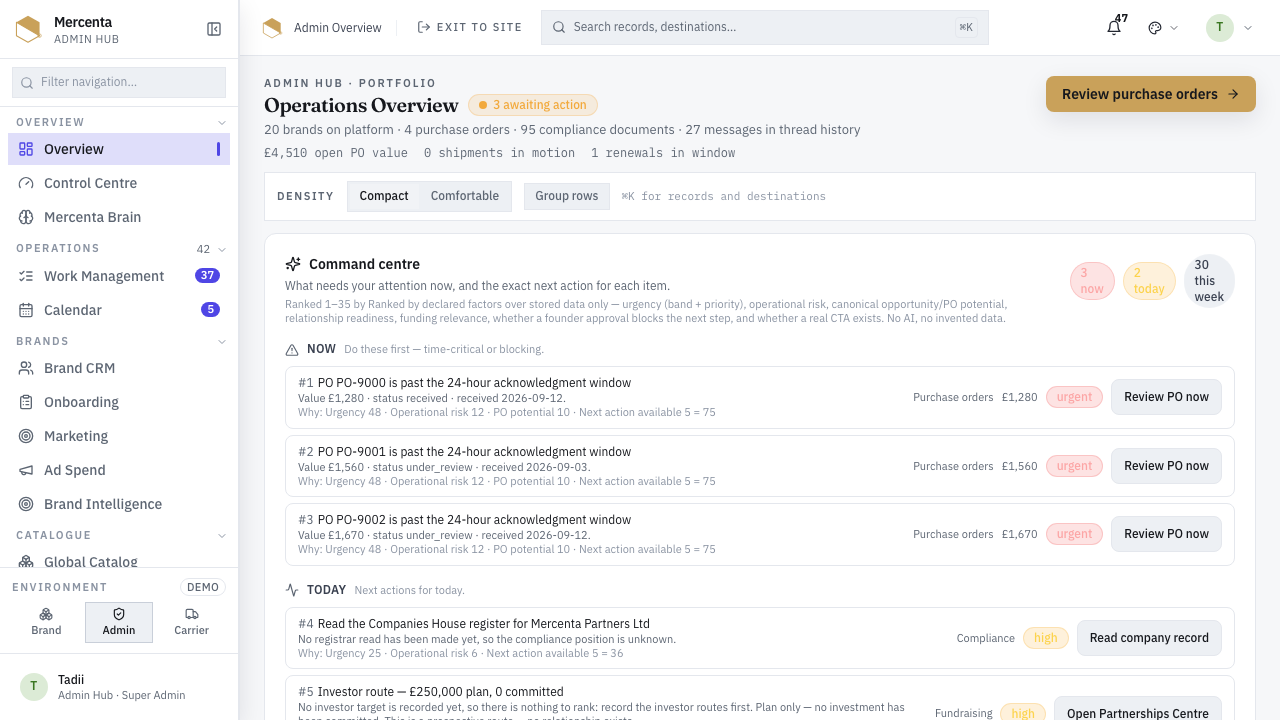 Mercenta
ADMIN HUB
Filter navigation...
OVERVIEW
Overview
Control Centre
Mercenta Brain
OPERATIONS 42
Work Management 37
Calendar 5
BRANDS
Brand CRM
Onboarding
Marketing
Ad Spend
Brand Intelligence
CATALOGUE
Global Catalog
ENVIRONMENT DEMO
Brand Admin Carrier
T Tadii
Admin Hub · Super Admin
Admin Overview
EXIT TO SITE
Search records, destinations... ⌘K
47
T
ADMIN HUB · PORTFOLIO
Operations Overview 3 awaiting action
20 brands on platform · 4 purchase orders · 95 compliance documents · 27 messages in thread history
£4,510 open PO value 0 shipments in motion 1 renewals in window
Review purchase orders →
DENSITY Compact Comfortable Group rows ⌘K for records and destinations
Command centre
What needs your attention now, and the exact next action for each item.
Ranked 1–35 by Ranked by declared factors over stored data only — urgency (band + priority), operational risk, canonical opportunity/PO potential,
relationship readiness, funding relevance, whether a founder approval blocks the next step, and whether a real CTA exists. No AI, no invented data.
3 now
2 today
30 this week
NOW Do these first — time-critical or blocking.
#1 PO PO-9000 is past the 24-hour acknowledgment window
Value £1,280 · status received · received 2026-09-12.
Why: Urgency 48 · Operational risk 12 · PO potential 10 · Next action available 5 = 75
Purchase orders £1,280 urgent Review PO now
#2 PO PO-9001 is past the 24-hour acknowledgment window
Value £1,560 · status under_review · received 2026-09-03.
Why: Urgency 48 · Operational risk 12 · PO potential 10 · Next action available 5 = 75
Purchase orders £1,560 urgent Review PO now
#3 PO PO-9002 is past the 24-hour acknowledgment window
Value £1,670 · status under_review · received 2026-09-12.
Why: Urgency 48 · Operational risk 12 · PO potential 10 · Next action available 5 = 75
Purchase orders £1,670 urgent Review PO now
TODAY Next actions for today.
#4 Read the Companies House register for Mercenta Partners Ltd
No registrar read has been made yet, so the compliance position is unknown.
Why: Urgency 25 · Operational risk 6 · Next action available 5 = 36
Compliance high Read company record
#5 Investor route — £250,000 plan, 0 committed
No investor target is recorded yet, so there is nothing to rank: record the investor routes first. Plan only — no investment has
been committed. This is a prospective route — no relationship exists.
Fundraising high Open Partnerships Centre